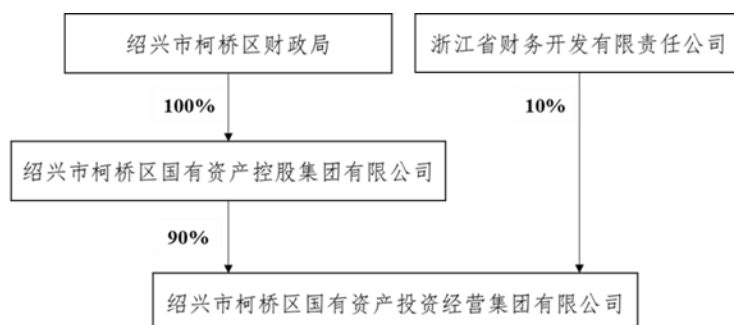 绍兴市柯桥区财政局
浙江省财务开发有限责任公司
100%
10%
绍兴市柯桥区国有资产控股集团有限公司
90%
绍兴市柯桥区国有资产投资经营集团有限公司